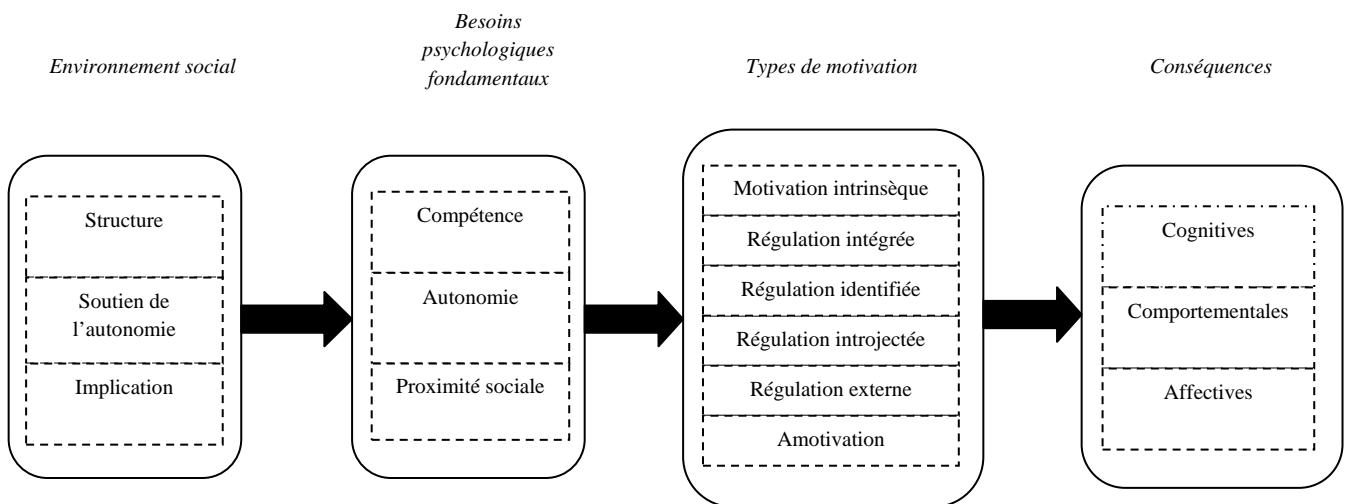 Environnement social
Besoins
psychologiques
fondamentaux
Types de motivation
Conséquences
Structure
Soutien de
l’autonomie
Implication
Compétence
Autonomie
Proximité sociale
Motivation intrinsèque
Régulation intégrée
Régulation identifiée
Régulation introjectée
Régulation externe
Amotivation
Cognitives
Comportementales
Affectives